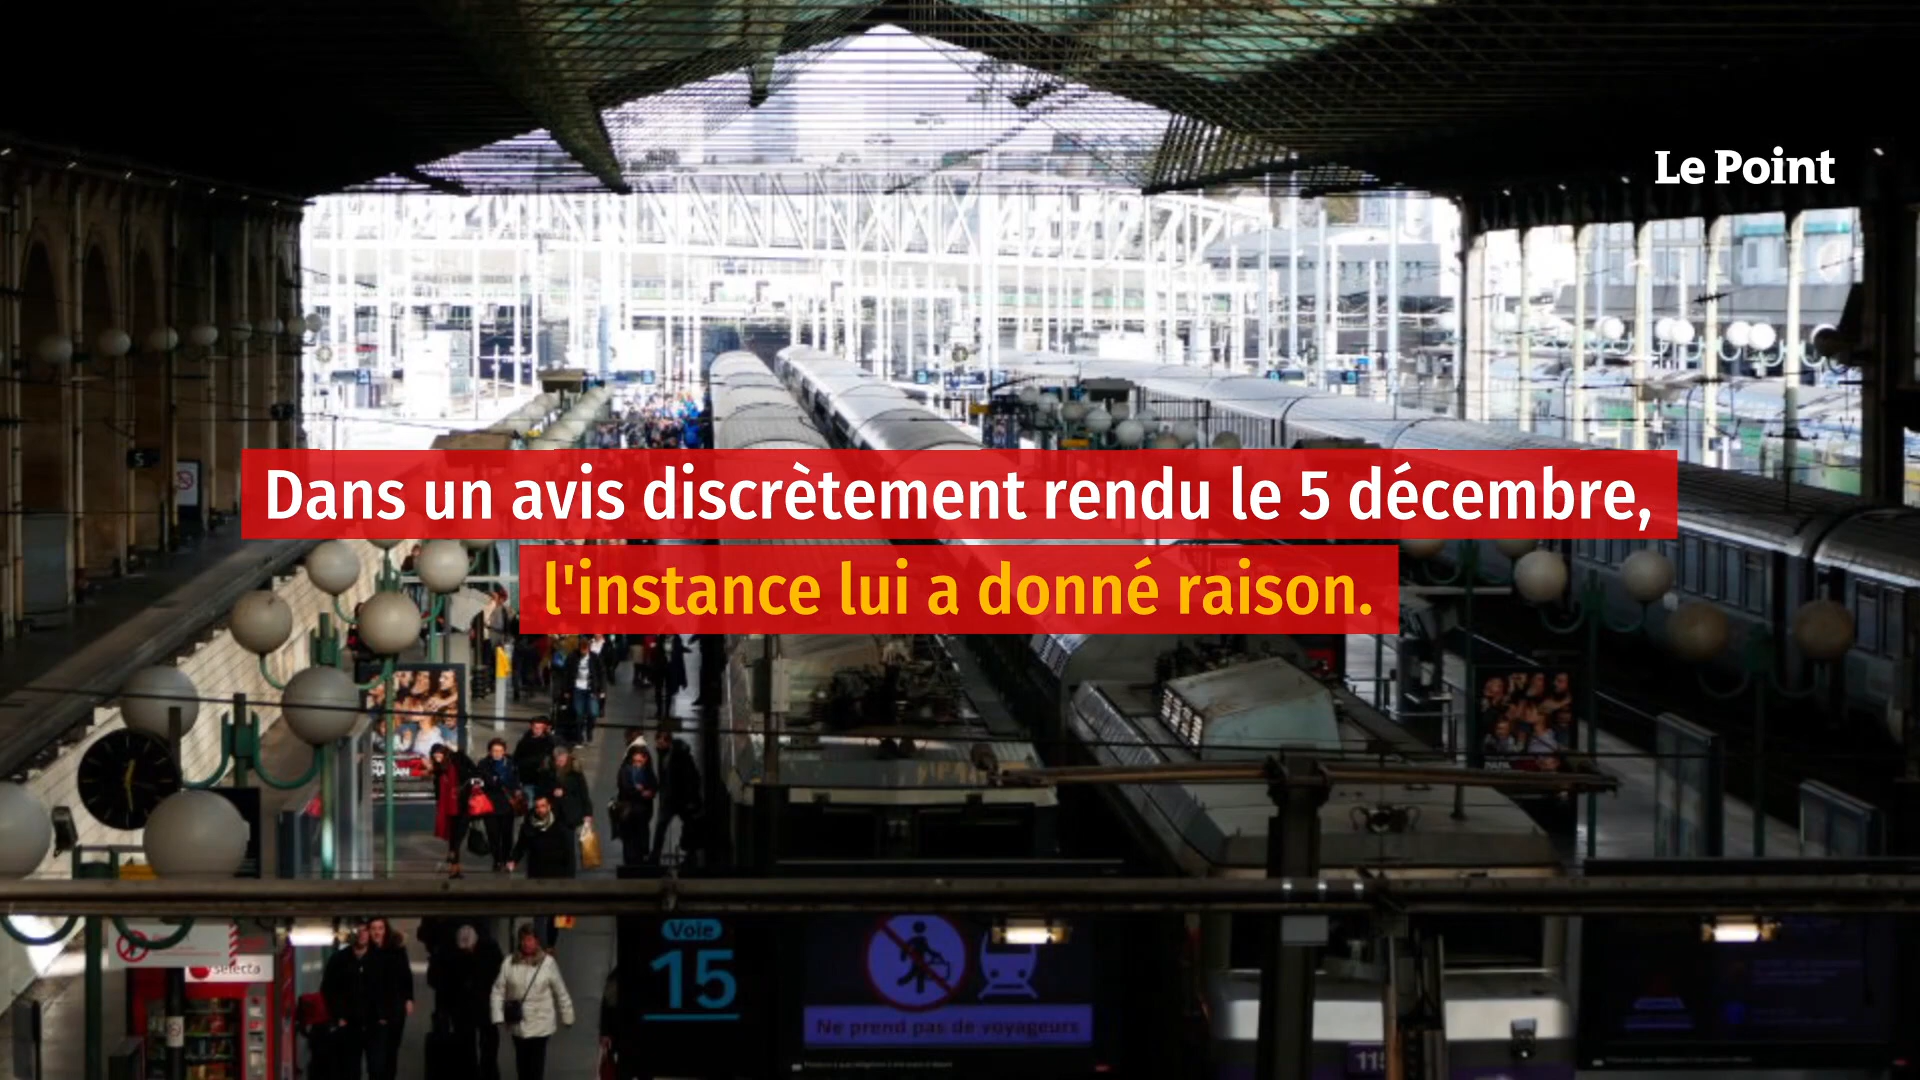 Le Point
Dans un avis discrètement rendu le 5 décembre,
l'instance lui a donné raison.
selecta
Voie
15
Ne prend pas de voyageurs